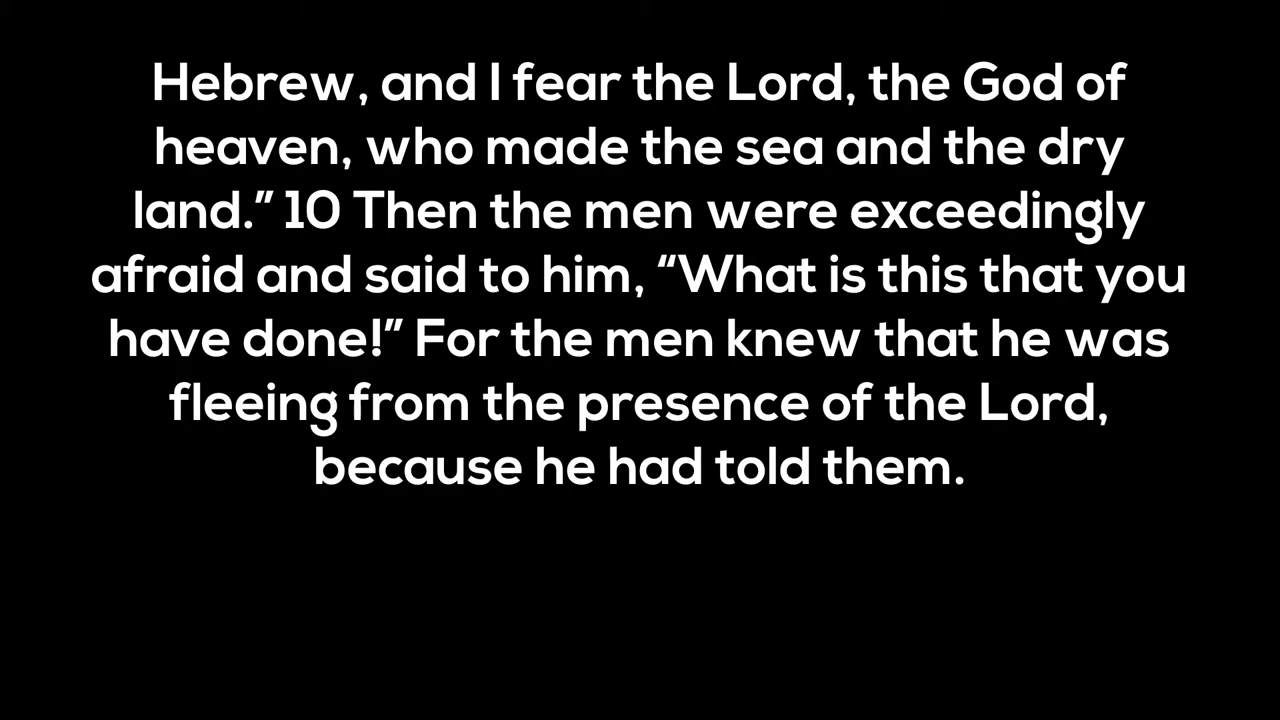 Hebrew, and I fear the Lord, the God of
heaven, who made the sea and the dry
land.” 10 Then the men were exceedingly
afraid and said to him, “What is this that you
have done!” For the men knew that he was
fleeing from the presence of the Lord,
because he had told them.